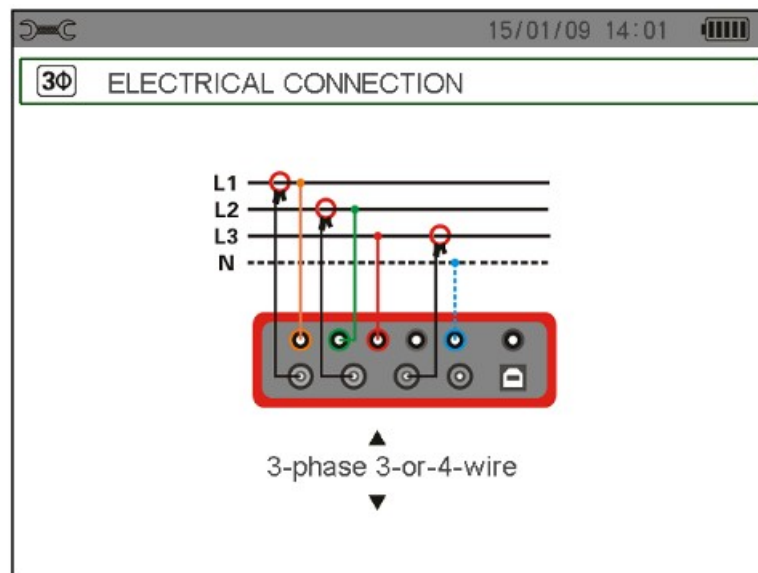 15/01/09 14:01
3Φ ELECTRICAL CONNECTION
L1
L2
L3
N
3-phase 3-or-4-wire